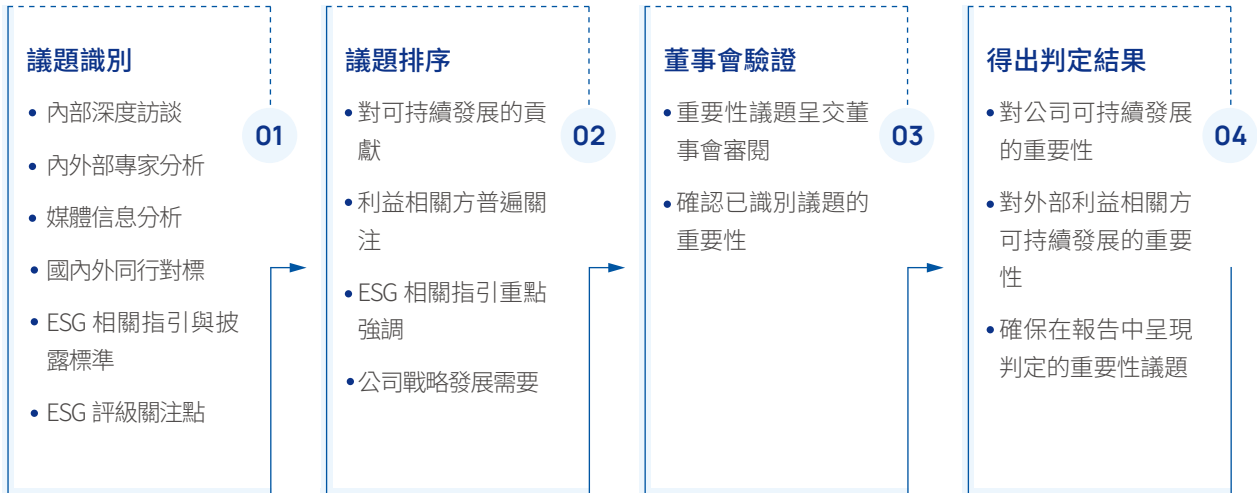 議題識別
• 內部深度訪談
• 內外部專家分析
• 媒體信息分析
• 國內外同行對標
• ESG 相關指引與披
露標準
• ESG 評級關注點
01
議題排序
• 對可持續發展的貢
獻
• 利益相關方普遍關
注
• ESG 相關指引重點
強調
• 公司戰略發展需要
02
董事會驗證
• 重要性議題呈交董
事會審閱
• 確認已識別議題的
重要性
03
得出判定結果
• 對公司可持續發展
的重要性
• 對外部利益相關方
可持續發展的重要
性
• 確保在報告中呈現
判定的重要性議題
04